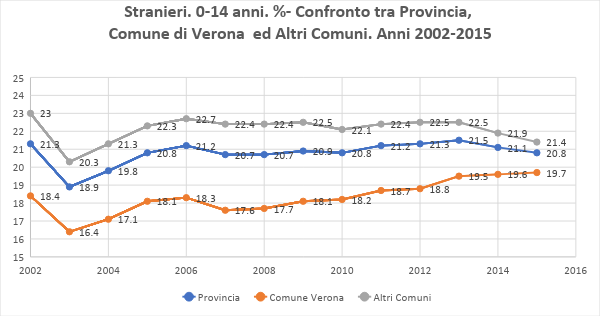 Stranieri. 0-14 anni. %- Confronto tra Provincia,
Comune di Verona ed Altri Comuni. Anni 2002-2015
25
24
23
22
21
20
19
18
17
16
15
23 20.3 21.3 22.3 22.7 22.4 22.4 22.5 22.1 22.4 22.5 22.5 21.9 21.4
21.3 18.9 19.8 20.8 21.2 20.7 20.7 20.9 20.8 21.2 21.3 21.5 21.1 20.8
18.4 16.4 17.1 18.1 18.3 17.6 17.7 18.1 18.2 18.7 18.8 19.5 19.6 19.7
2002 2004 2006 2008 2010 2012 2014 2016
Provincia Comune Verona Altri Comuni